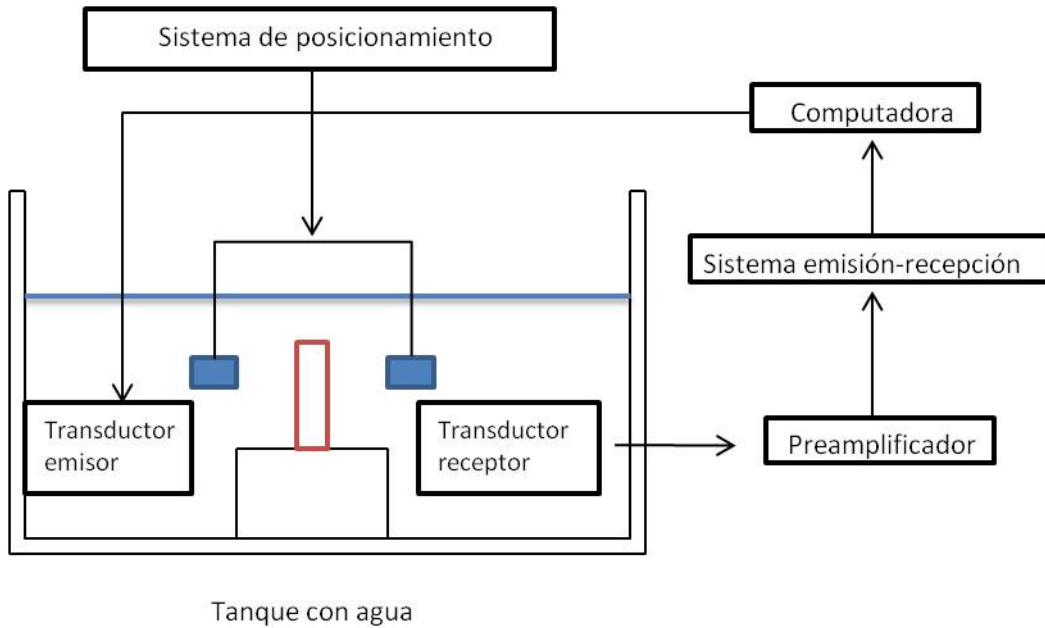 Sistema de posicionamiento
Computadora
Sistema emisión-recepción
Transductor
emisor
Transductor
receptor
Preamplificador
Tanque con agua